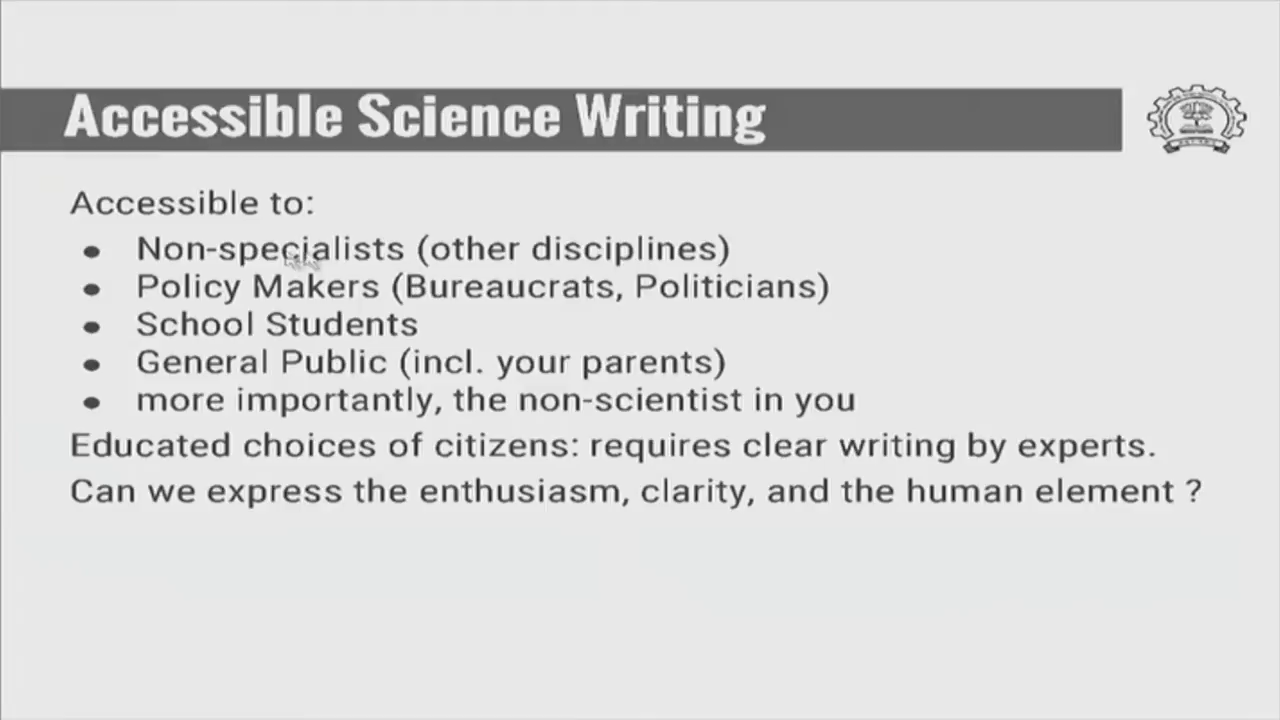 Accessible Science Writing
Accessible to:
● Non-specialists (other disciplines)
● Policy Makers (Bureaucrats, Politicians)
● School Students
● General Public (incl. your parents)
● more importantly, the non-scientist in you
Educated choices of citizens: requires clear writing by experts.
Can we express the enthusiasm, clarity, and the human element ?